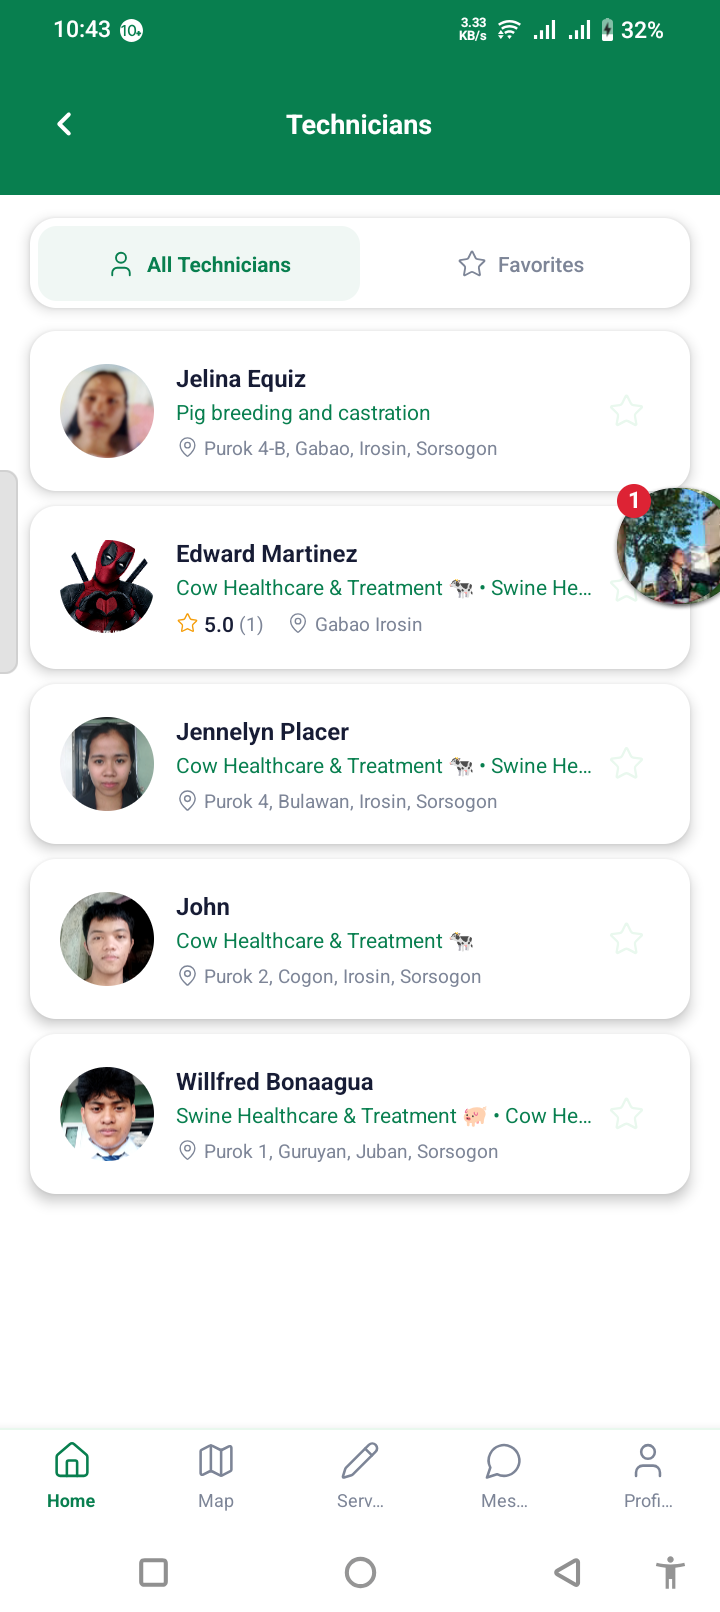 10:43 10+ 3.33 KB/s 32%
Technicians
All Technicians Favorites
Jelina Equiz
Pig breeding and castration
Purok 4-B, Gabao, Irosin, Sorsogon
1
Edward Martinez
Cow Healthcare & Treatment 🐄 • Swine He...
5.0 (1) Gabao Irosin
Jennelyn Placer
Cow Healthcare & Treatment 🐄 • Swine He...
Purok 4, Bulawan, Irosin, Sorsogon
John
Cow Healthcare & Treatment 🐄
Purok 2, Cogon, Irosin, Sorsogon
Willfred Bonaagua
Swine Healthcare & Treatment 🐖 • Cow He...
Purok 1, Guruyan, Juban, Sorsogon
Home Map Serv... Mes... Profi...